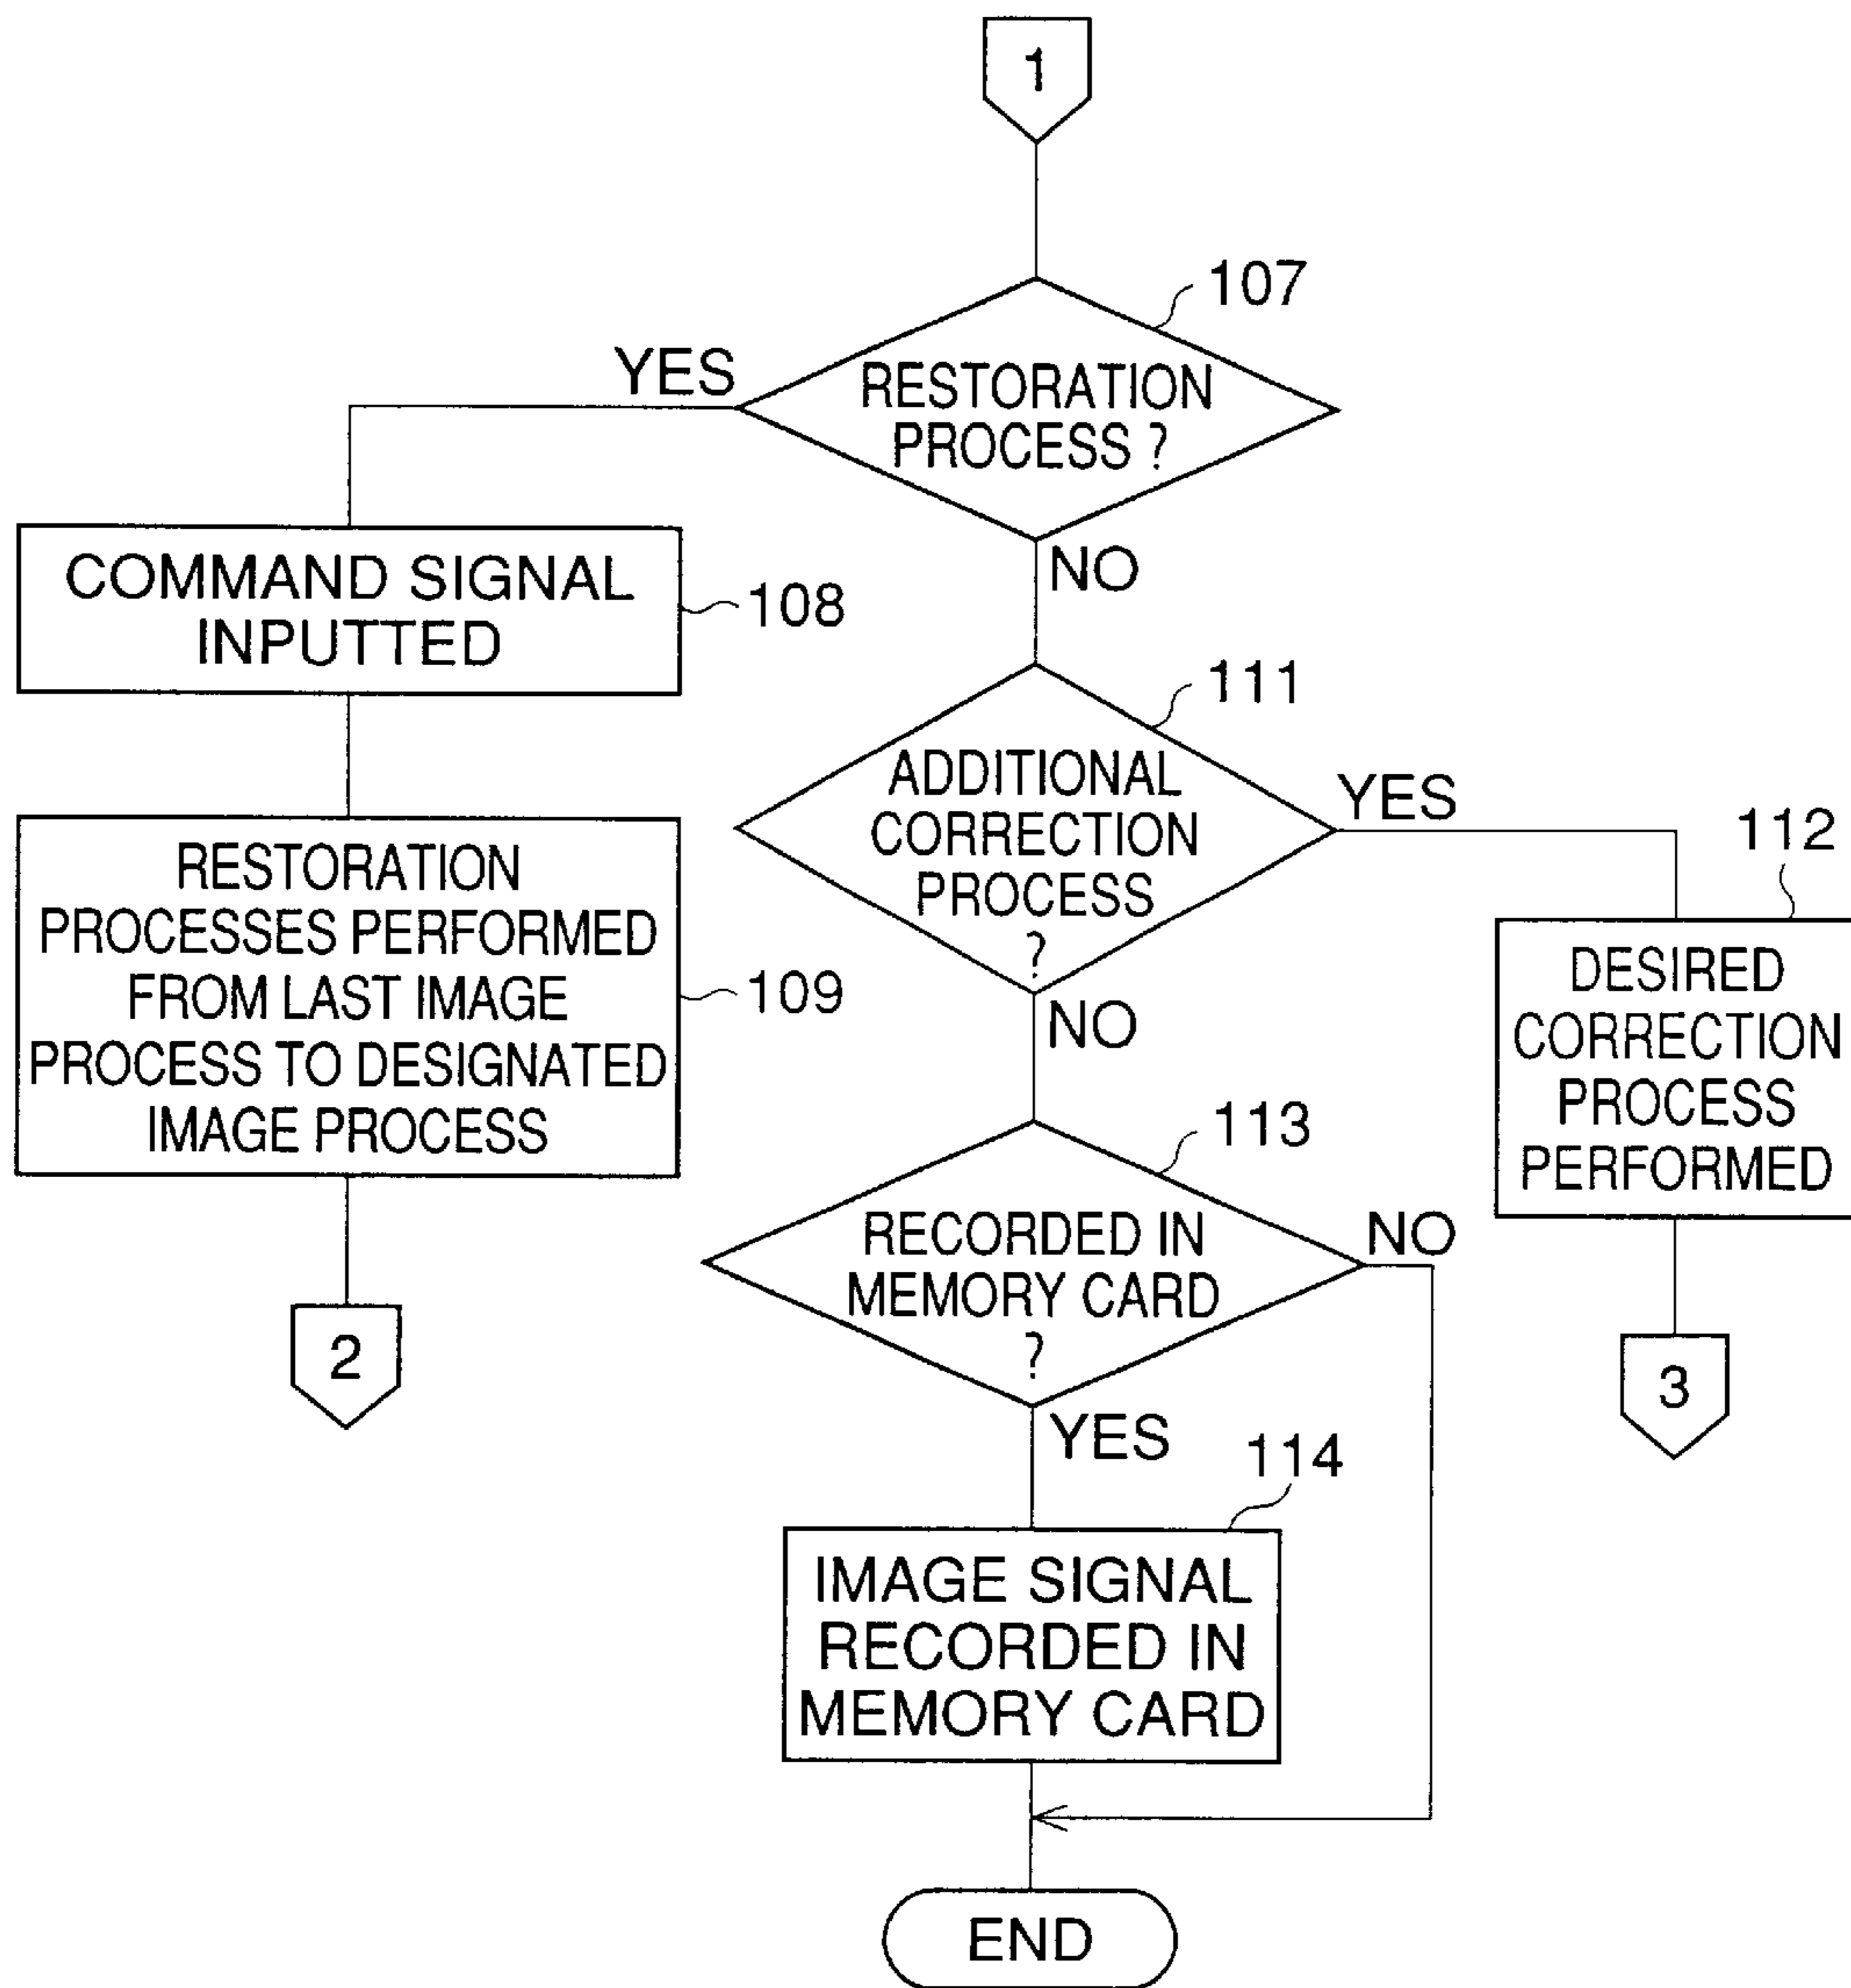 1
107
YES
RESTORATION
PROCESS ?
COMMAND SIGNAL
INPUTTED
108
NO
111
ADDITIONAL
CORRECTION
PROCESS
?
YES
112
RESTORATION
PROCESSES PERFORMED
FROM LAST IMAGE
PROCESS TO DESIGNATED
IMAGE PROCESS
109
DESIRED
CORRECTION
PROCESS
PERFORMED
NO
113
RECORDED IN
MEMORY CARD
?
NO
2
3
YES
114
IMAGE SIGNAL
RECORDED IN
MEMORY CARD
END